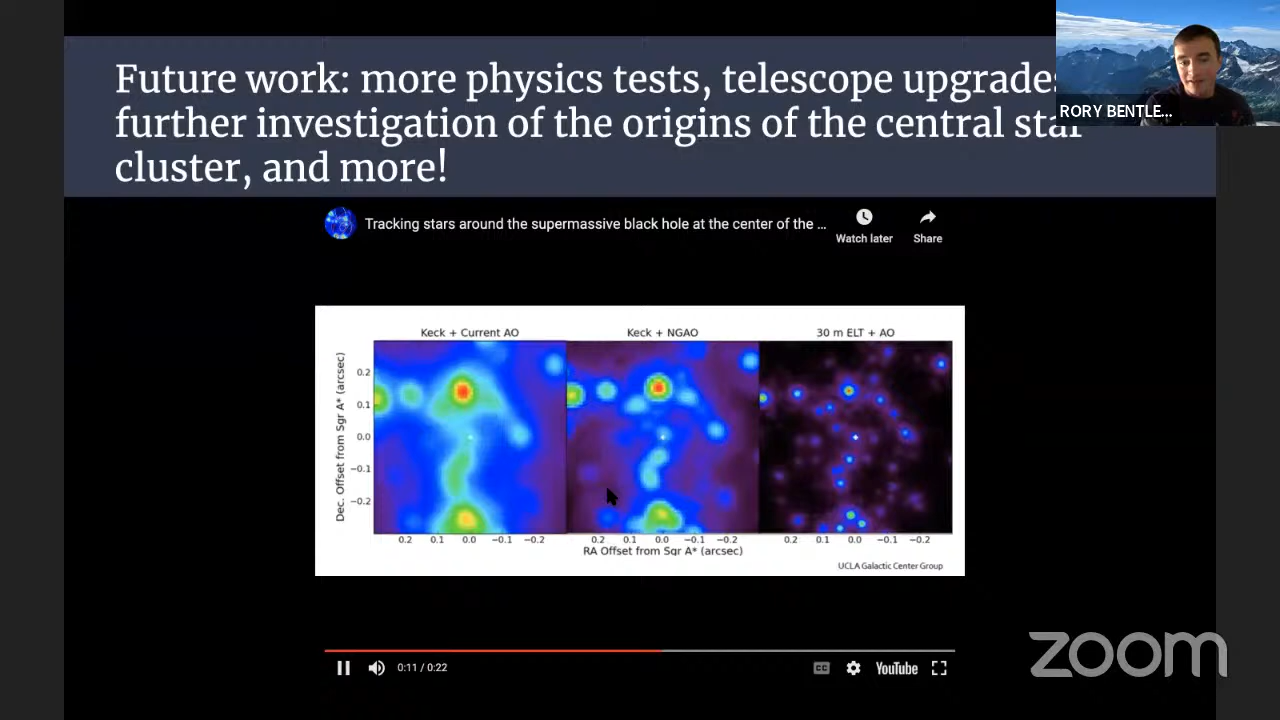 Future work: more physics tests, telescope upgrades
further investigation of the origins of the central star
cluster, and more!
RORY BENTLE...
Tracking stars around the supermassive black hole at the center of the ...
Watch later
Share
Keck + Current AO
Keck + NGAO
30 m ELT + AO
Dec. Offset from Sgr A* (arcsec)
0.2
0.1
0.0
−0.1
−0.2
0.2 0.1 0.0 −0.1 −0.2
0.2 0.1 0.0 −0.1 −0.2
0.2 0.1 0.0 −0.1 −0.2
RA Offset from Sgr A* (arcsec)
UCLA Galactic Center Group
0:11 / 0:22
CC
YouTube
zoom